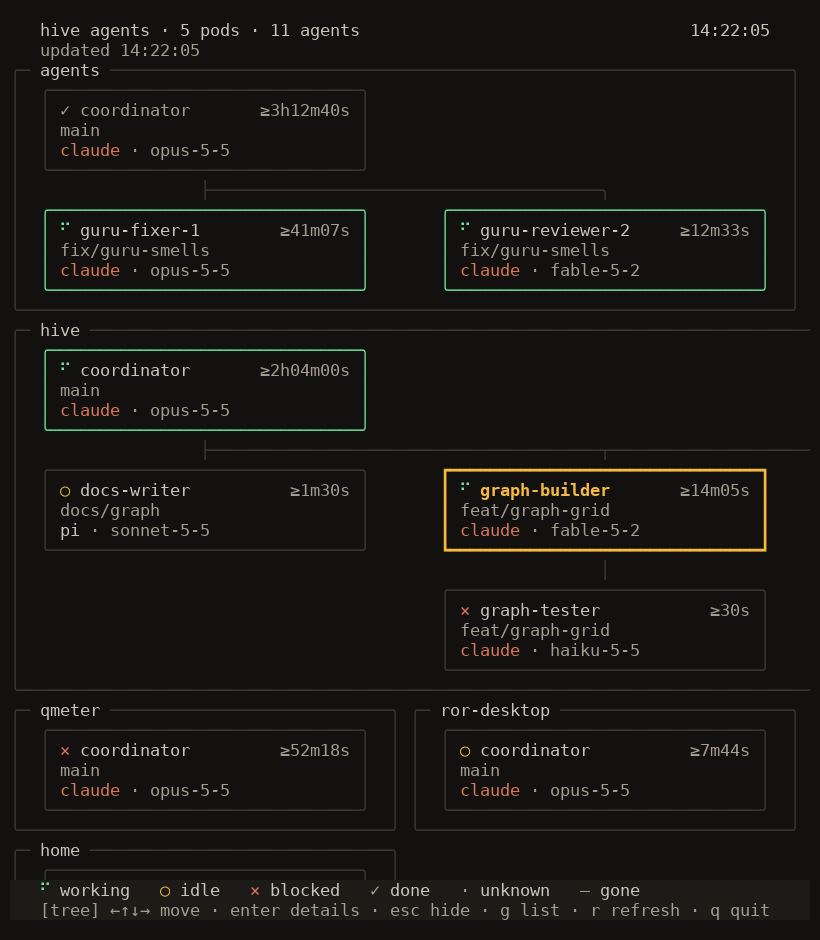 hive agents · 5 pods · 11 agents 14:22:05
updated 14:22:05
agents
✓ coordinator ≥3h12m40s
main
claude · opus-5-5
guru-fixer-1 ≥41m07s guru-reviewer-2 ≥12m33s
fix/guru-smells fix/guru-smells
claude · opus-5-5 claude · fable-5-2
hive
coordinator ≥2h04m00s
main
claude · opus-5-5
○ docs-writer ≥1m30s graph-builder ≥14m05s
docs/graph feat/graph-grid
pi · sonnet-5-5 claude · fable-5-2
× graph-tester ≥30s
feat/graph-grid
claude · haiku-5-5
qmeter ror-desktop
× coordinator ≥52m18s ○ coordinator ≥7m44s
main main
claude · opus-5-5 claude · opus-5-5
home
working ○ idle × blocked ✓ done · unknown — gone
[tree] ←↑↓→ move · enter details · esc hide · g list · r refresh · q quit